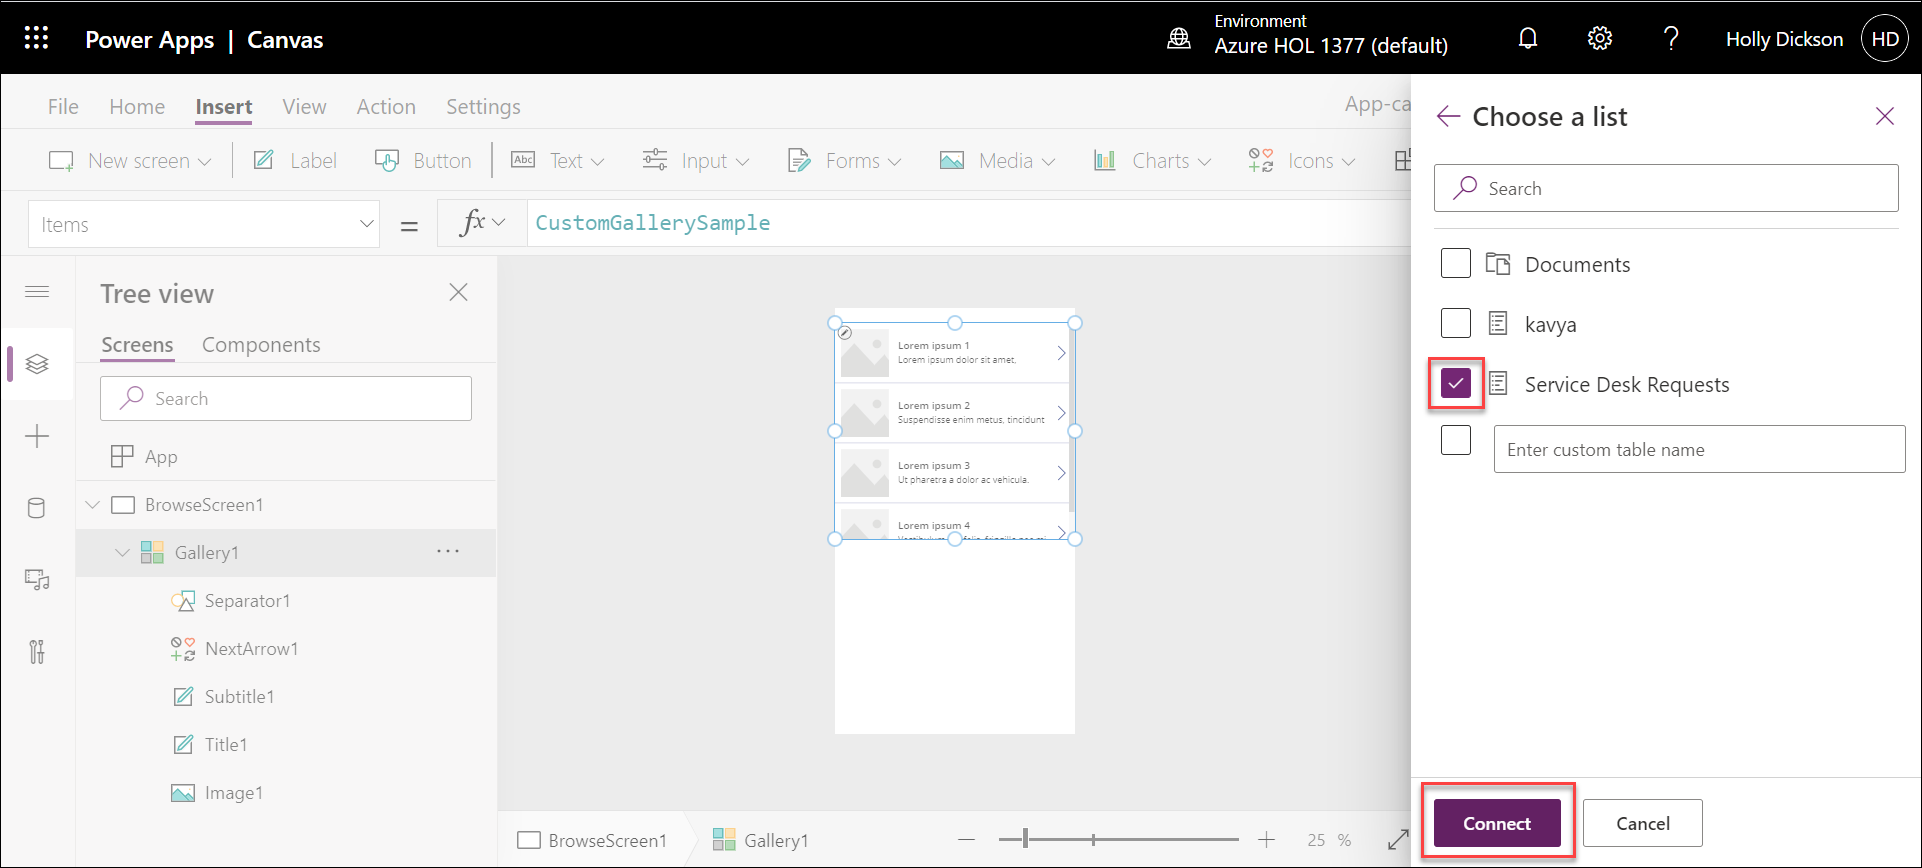 Power Apps | Canvas
Environment
Azure HOL 1377 (default)
?
Holly Dickson
HD
File Home Insert View Action Settings
App-ca
New screen Label Button Abc Text Input Forms Media Charts Icons
Items = fx CustomGallerySample
Tree view
Screens Components
Search
App
BrowseScreen1
Gallery1 ...
Separator1
NextArrow1
Subtitle1
Title1
Image1
Lorem ipsum 1
Lorem ipsum dolor sit amet,
Lorem ipsum 2
Suspendisse enim metus, tincidunt
Lorem ipsum 3
Ut pharetra a dolor ac vehicula.
Lorem ipsum 4
BrowseScreen1 Gallery1
25 %
Choose a list
Search
Documents
kavya
Service Desk Requests
Enter custom table name
Connect Cancel